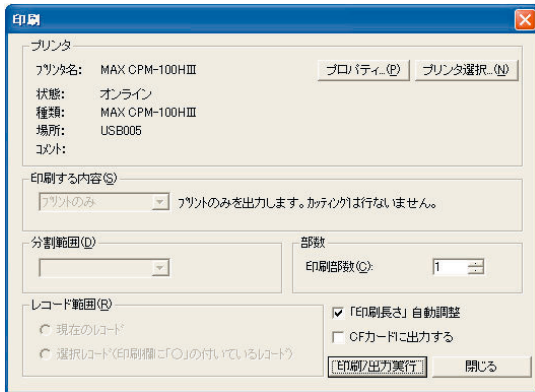 印刷
プリンタ
プリンタ名: MAX CPM-100HⅢ
プロパティ...(P)
プリンタ選択...(N)
状態: オンライン
種類: MAX CPM-100HⅢ
場所: USB005
コメント:
印刷する内容(S)
プリントのみ
プリントのみを出力します。カッティングは行ないません。
分割範囲(D)
部数
印刷部数(C): 1
レコード範囲(R)
現在のレコード
選択レコード(印刷欄に「○」の付いているレコード)
「印刷長さ」自動調整
CFカードに出力する
印刷/出力実行
閉じる